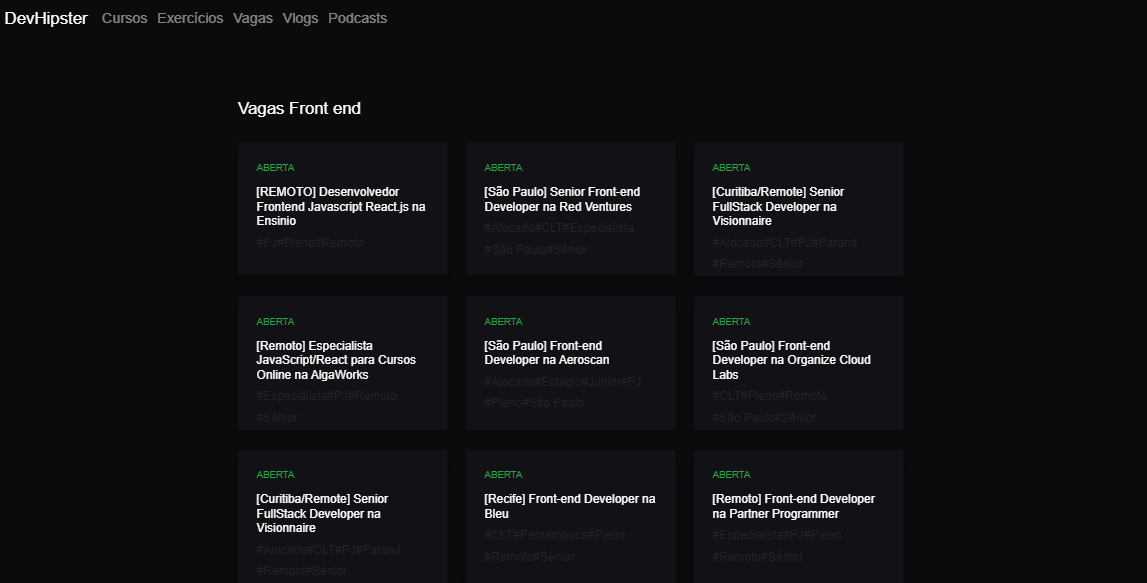 DevHipster Cursos Exercícios Vagas Vlogs Podcasts
Vagas Front end
ABERTA
[REMOTO] Desenvolvedor
Frontend Javascript React.js na
Ensinio
#PJ#Pleno#Remoto
ABERTA
[São Paulo] Senior Front-end
Developer na Red Ventures
#Alocado#CLT#Especialista
#São Paulo#Sênior
ABERTA
[Curitiba/Remote] Senior
FullStack Developer na
Visionnaire
#Alocado#CLT#PJ#Paraná
#Remoto#Sênior
ABERTA
[Remoto] Especialista
JavaScript/React para Cursos
Online na AlgaWorks
#Especialista#PJ#Remoto
#Sênior
ABERTA
[São Paulo] Front-end
Developer na Aeroscan
#Alocado#Estágio#Júnior#PJ
#Pleno#São Paulo
ABERTA
[São Paulo] Front-end
Developer na Organize Cloud
Labs
#CLT#Pleno#Remoto
#São Paulo#Sênior
ABERTA
[Curitiba/Remote] Senior
FullStack Developer na
Visionnaire
#Alocado#CLT#PJ#Paraná
#Remoto#Sênior
ABERTA
[Recife] Front-end Developer na
Bleu
#CLT#Pernambuco#Pleno
#Remoto#Sênior
ABERTA
[Remoto] Front-end Developer
na Partner Programmer
#Especialista#PJ#Pleno
#Remoto#Sênior